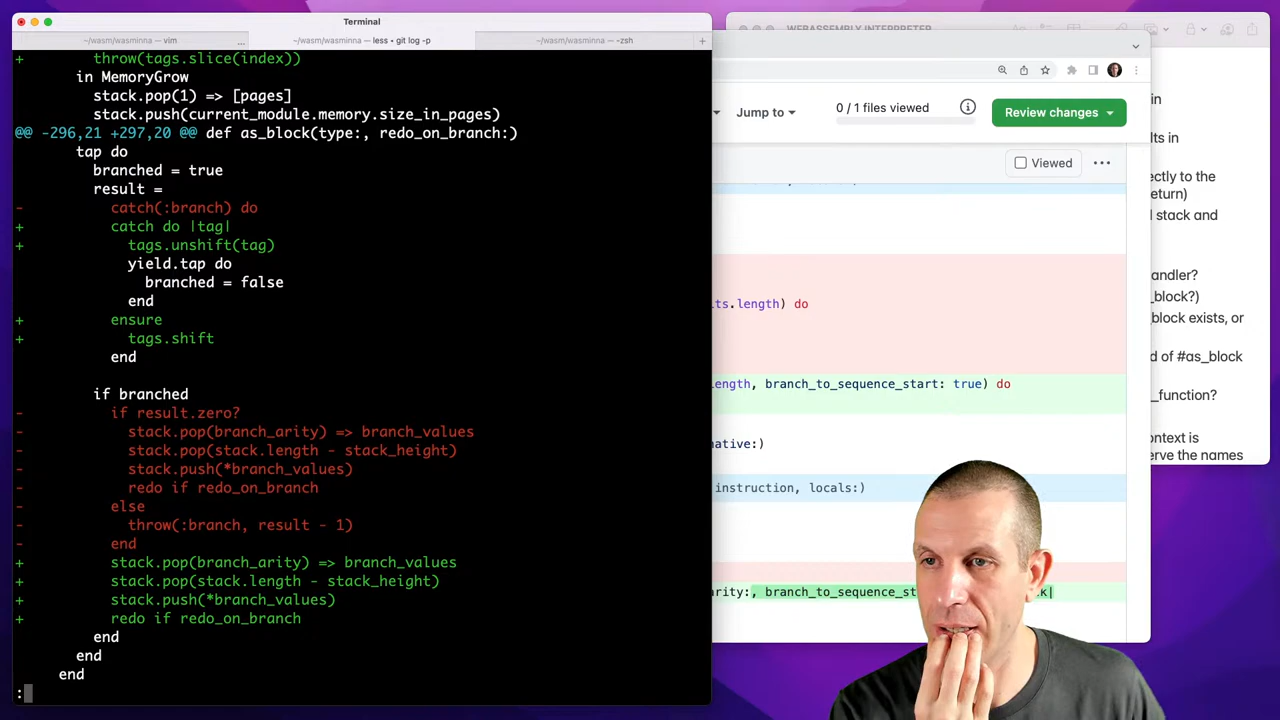 Terminal
~/wasm/wasminna — vim
...
~/wasm/wasminna — less • git log -p
~/wasm/wasminna — -zsh
+
+ throw(tags.slice(index))
in MemoryGrow
stack.pop(1) => [pages]
stack.push(current_module.memory.size_in_pages)
@@ -296,21 +297,20 @@ def as_block(type:, redo_on_branch:)
tap do
branched = true
result =
- catch(:branch) do
+ catch do |tag|
+ tags.unshift(tag)
yield.tap do
branched = false
end
+ ensure
+ tags.shift
end
if branched
- if result.zero?
- stack.pop(branch_arity) => branch_values
- stack.pop(stack.length - stack_height)
- stack.push(*branch_values)
- redo if redo_on_branch
- else
- throw(:branch, result - 1)
- end
+ stack.pop(branch_arity) => branch_values
+ stack.pop(stack.length - stack_height)
+ stack.push(*branch_values)
+ redo if redo_on_branch
end
end
end
:
WEBASSEMBLY INTERPRETER
Jump to
0 / 1 files viewed
Review changes
Viewed
...
ts.length) do
ength, branch_to_sequence_start: true) do
native:)
instruction, locals:)
arity:, branch_to_sequence_st
k|
in
lts in
ectly to the
eturn)
d stack and
andler?
_block?)
_block exists, or
d of #as_block
_function?
ontext is
erve the names